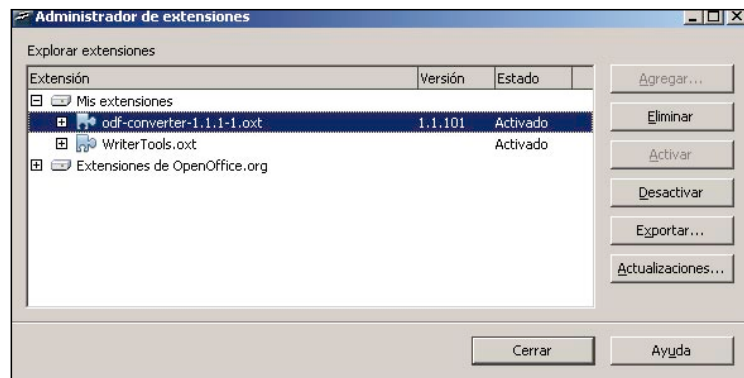 Administrador de extensiones
Explorar extensiones
Extensión Versión Estado
Mis extensiones
odf-converter-1.1.1-1.oxt 1.1.101 Activado
WriterTools.oxt Activado
Extensiones de OpenOffice.org
Agregar...
Eliminar
Activar
Desactivar
Exportar...
Actualizaciones...
Cerrar Ayuda